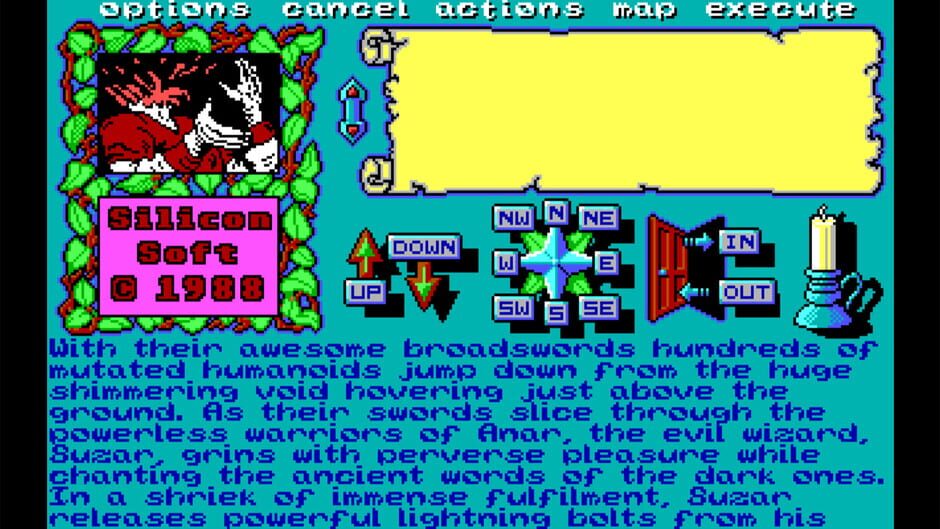 options cancel actions map execute
Silicon
Soft
© 1988
NW N NE
DOWN
W E
IN
UP
OUT
SW S SE
With their awesome broadswords hundreds of
mutated humanoids jump down from the huge
shimmering void hovering just above the
ground. As their swords slice through the
powerless warriors of Anar, the evil wizard,
Suzar, grins with perverse pleasure while
chanting the ancient words of the dark ones.
In a shriek of immense fulfilment, Suzar
releases powerful lightning bolts from his